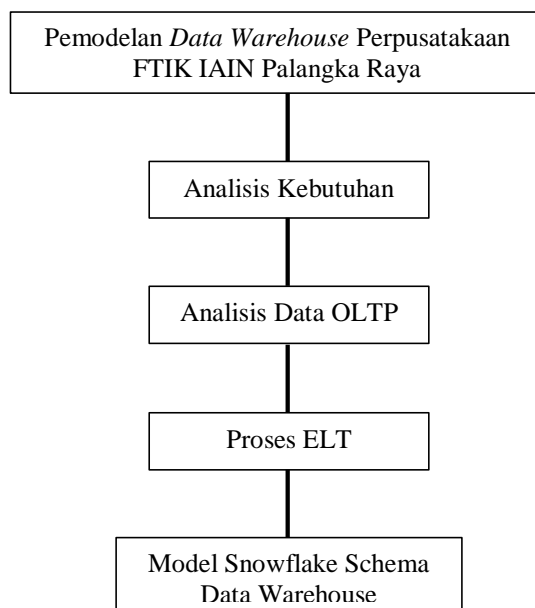 Pemodelan Data Warehouse Perpusatakaan
FTIK IAIN Palangka Raya
Analisis Kebutuhan
Analisis Data OLTP
Proses ELT
Model Snowflake Schema
Data Warehouse